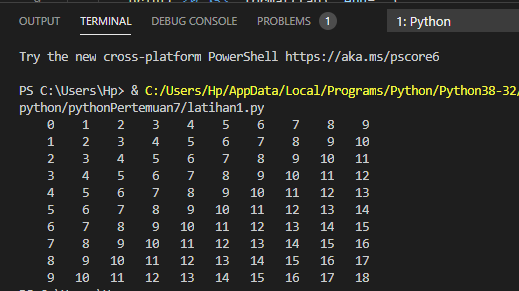 OUTPUT TERMINAL DEBUG CONSOLE PROBLEMS 1 1: Python
Try the new cross-platform PowerShell https://aka.ms/pscore6
PS C:\Users\Hp> & C:/Users/Hp/AppData/Local/Programs/Python/Python38-32/
python/pythonPertemuan7/latihan1.py
0 1 2 3 4 5 6 7 8 9
1 2 3 4 5 6 7 8 9 10
2 3 4 5 6 7 8 9 10 11
3 4 5 6 7 8 9 10 11 12
4 5 6 7 8 9 10 11 12 13
5 6 7 8 9 10 11 12 13 14
6 7 8 9 10 11 12 13 14 15
7 8 9 10 11 12 13 14 15 16
8 9 10 11 12 13 14 15 16 17
9 10 11 12 13 14 15 16 17 18